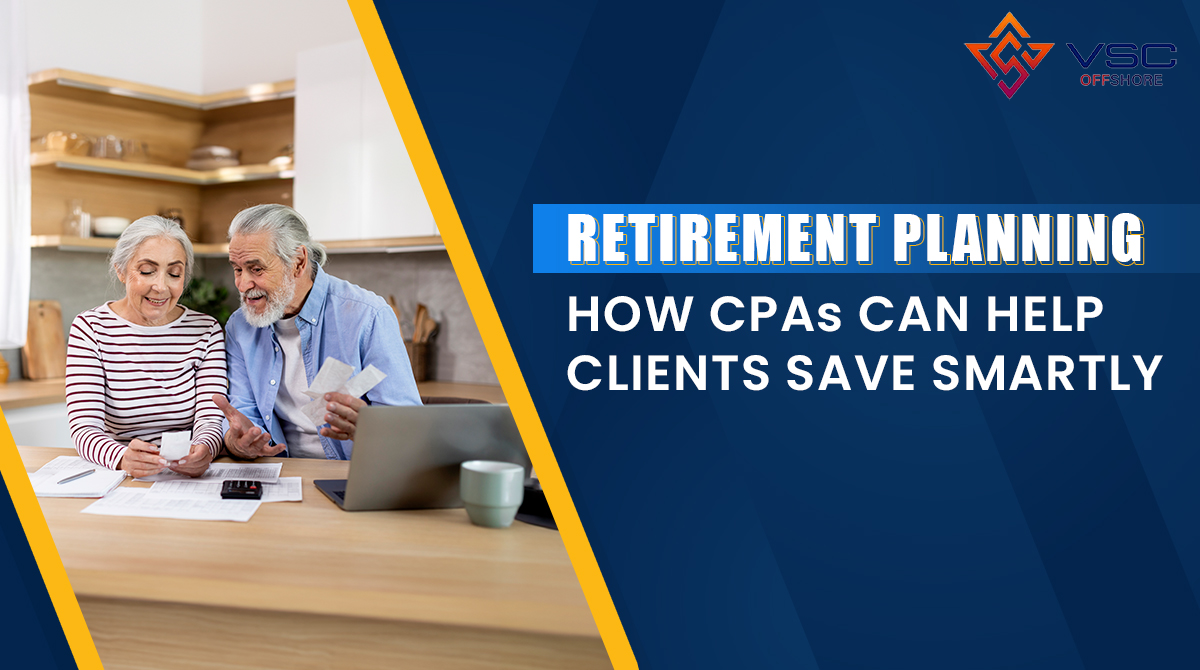 VSC
OFFSHORE
RETIREMENT PLANNING
HOW CPAs CAN HELP
CLIENTS SAVE SMARTLY